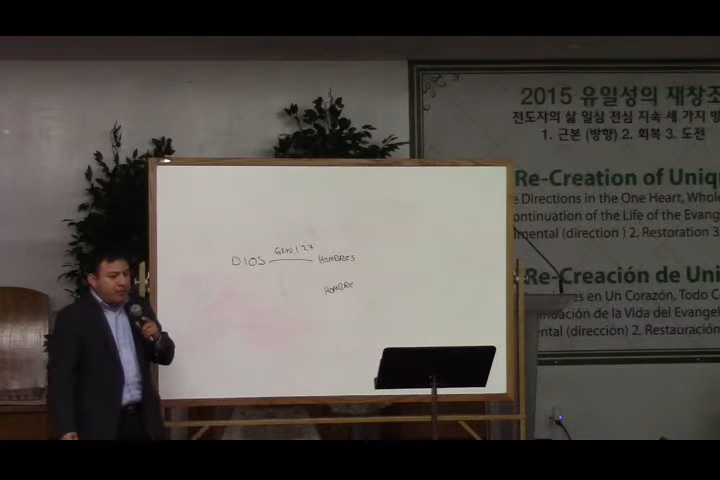 2015 유일성의 재창조
전도자의 삶 일심 전심 지속 세 가지 방
1. 근본 (방향) 2. 회복 3. 도전
Re-Creation of Uniq
Directions in the One Heart, Whole
ontinuation of the Life of the Evang
mental (direction ) 2. Restoration 3
Re-Creación de Uni
es en Un Corazón, Todo C
nuación de la Vida del Evangel
ental (dirección) 2. Restauración
DIOS GEN 1:27 HOMBRES
HOMBRE